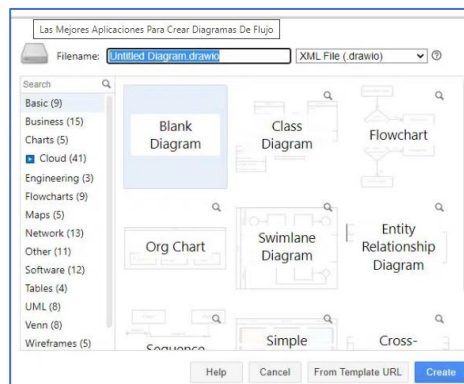 Las Mejores Aplicaciones Para Crear Diagramas De Flujo
Filename: Untitled Diagram.drawio XML File (.drawio)
Search
Basic (9)
Business (15)
Charts (5)
Cloud (41)
Engineering (3)
Flowcharts (9)
Maps (5)
Network (13)
Other (11)
Software (12)
Tables (4)
UML (8)
Venn (8)
Wireframes (5)
Blank
Diagram
Class
Diagram
Flowchart
Org Chart
Swimlane
Diagram
Entity
Relationship
Diagram
Sequence
Simple
Cross-
Help Cancel From Template URL Create